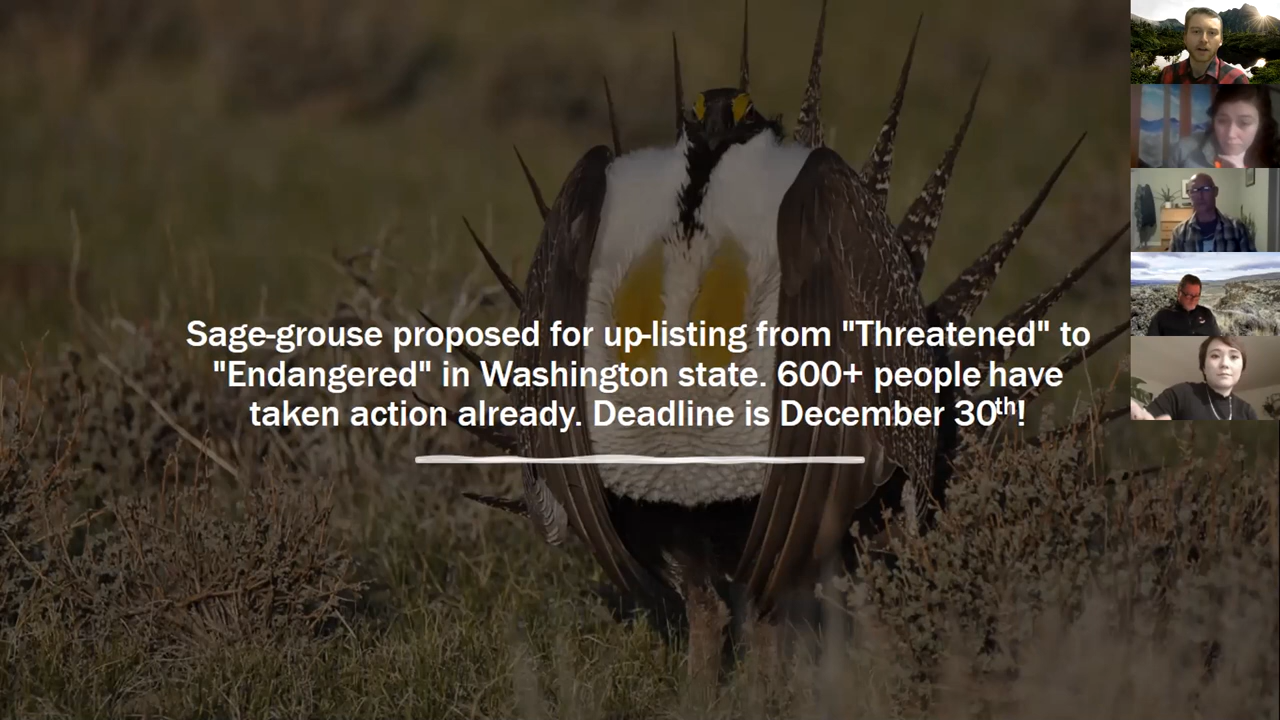 Sage-grouse proposed for up-listing from "Threatened" to
"Endangered" in Washington state. 600+ people have
taken action already. Deadline is December 30th!